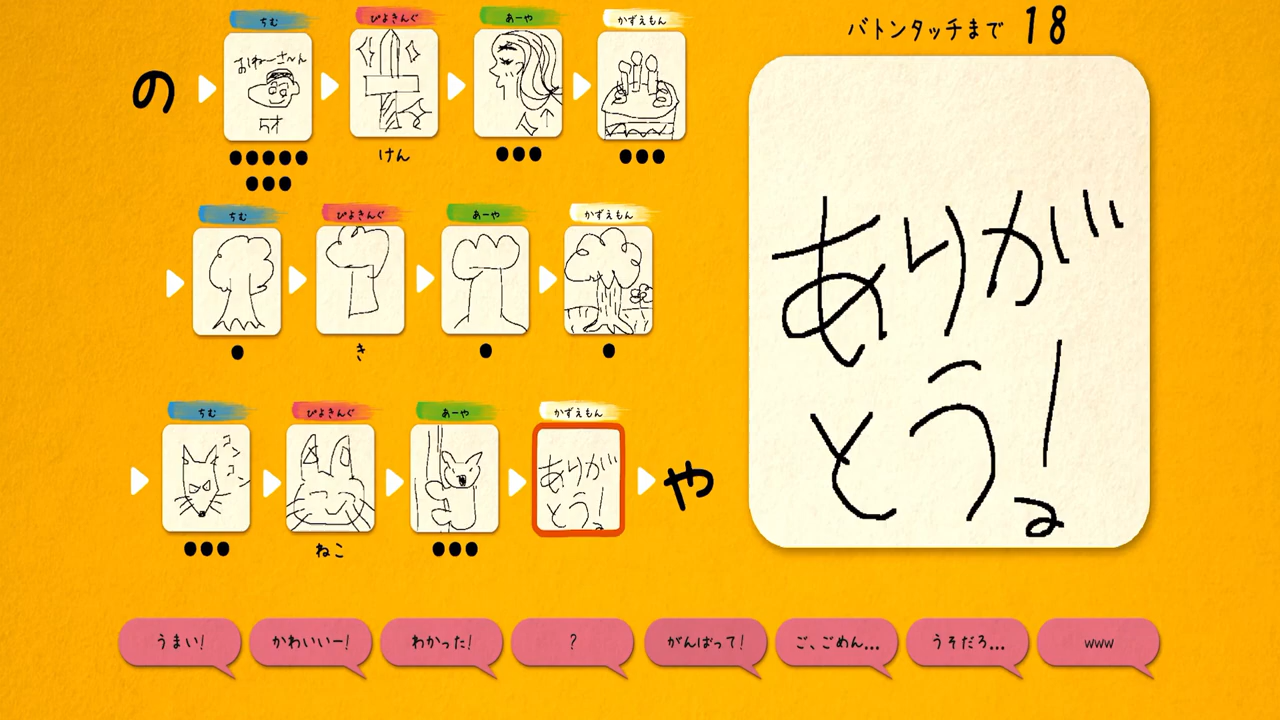 バトンタッチまで 18
ちむ
ぴよきんぐ
あーや
かずえもん
の
おねーさーん
5才
けん
ちむ
ぴよきんぐ
あーや
かずえもん
き
ちむ
ぴよきんぐ
あーや
かずえもん
コンコン
ありが
とう!
や
ねこ
ありが
とう!
うまい!
かわいいー!
わかった!
?
がんばって!
ご、ごめん...
うそだろ...
www